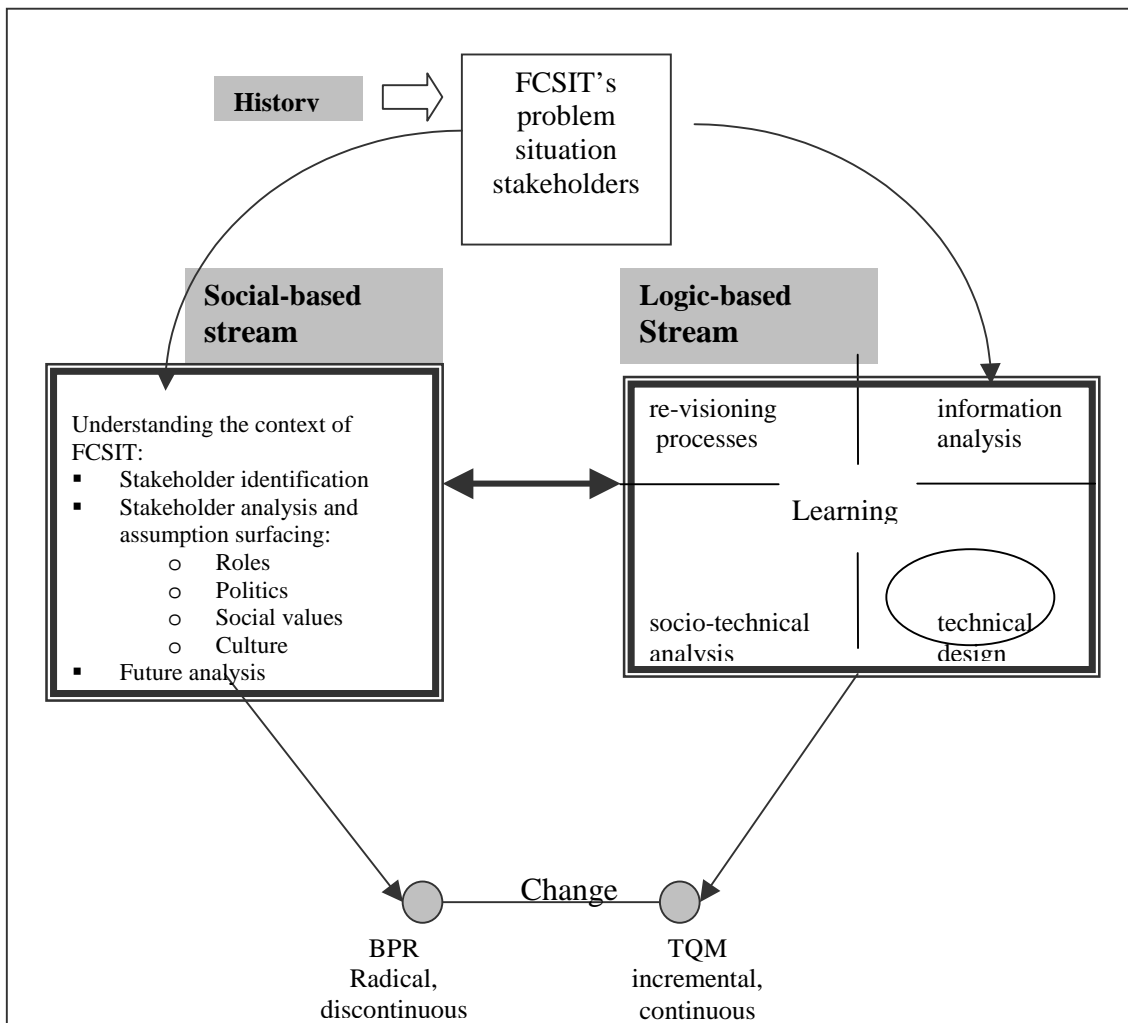 History
FCSIT's
problem
situation
stakeholders
Social-based
stream
Logic-based
Stream
Understanding the context of
FCSIT:
▪ Stakeholder identification
▪ Stakeholder analysis and
assumption surfacing:
o Roles
o Politics
o Social values
o Culture
▪ Future analysis
re-visioning
processes
information
analysis
Learning
socio-technical
analysis
technical
design
Change
BPR
Radical,
discontinuous
TQM
incremental,
continuous